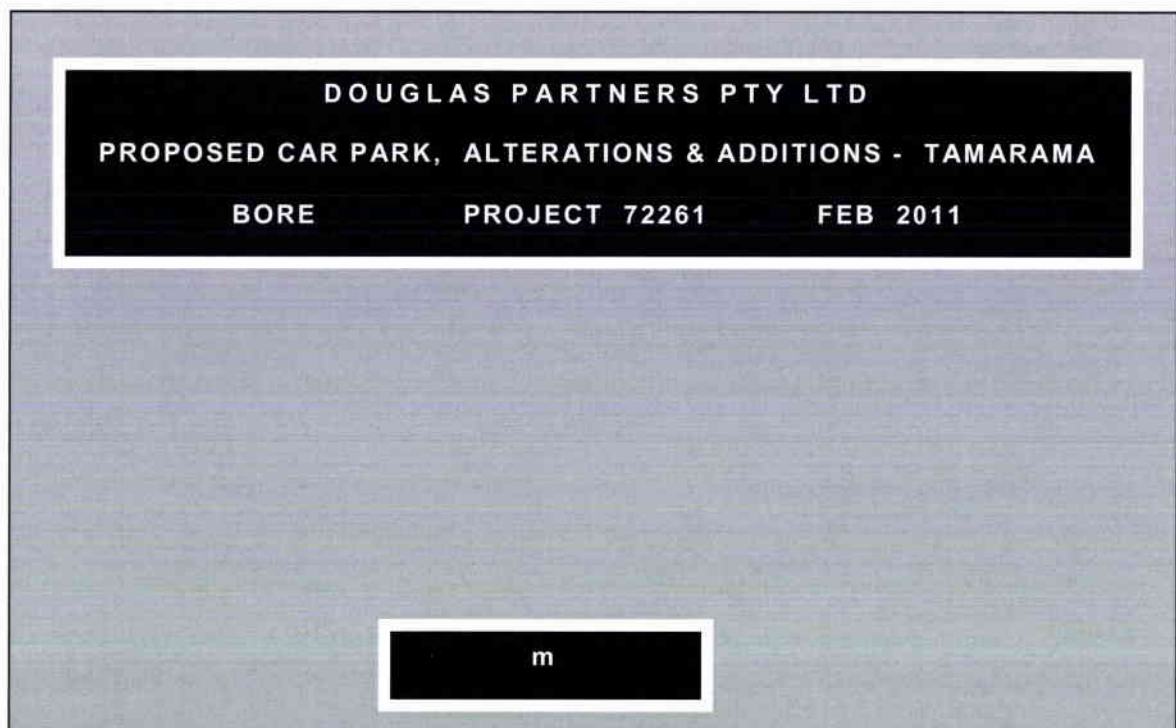 DOUGLAS PARTNERS PTY LTD
PROPOSED CAR PARK, ALTERATIONS & ADDITIONS - TAMARAMA
BORE PROJECT 72261 FEB 2011
m